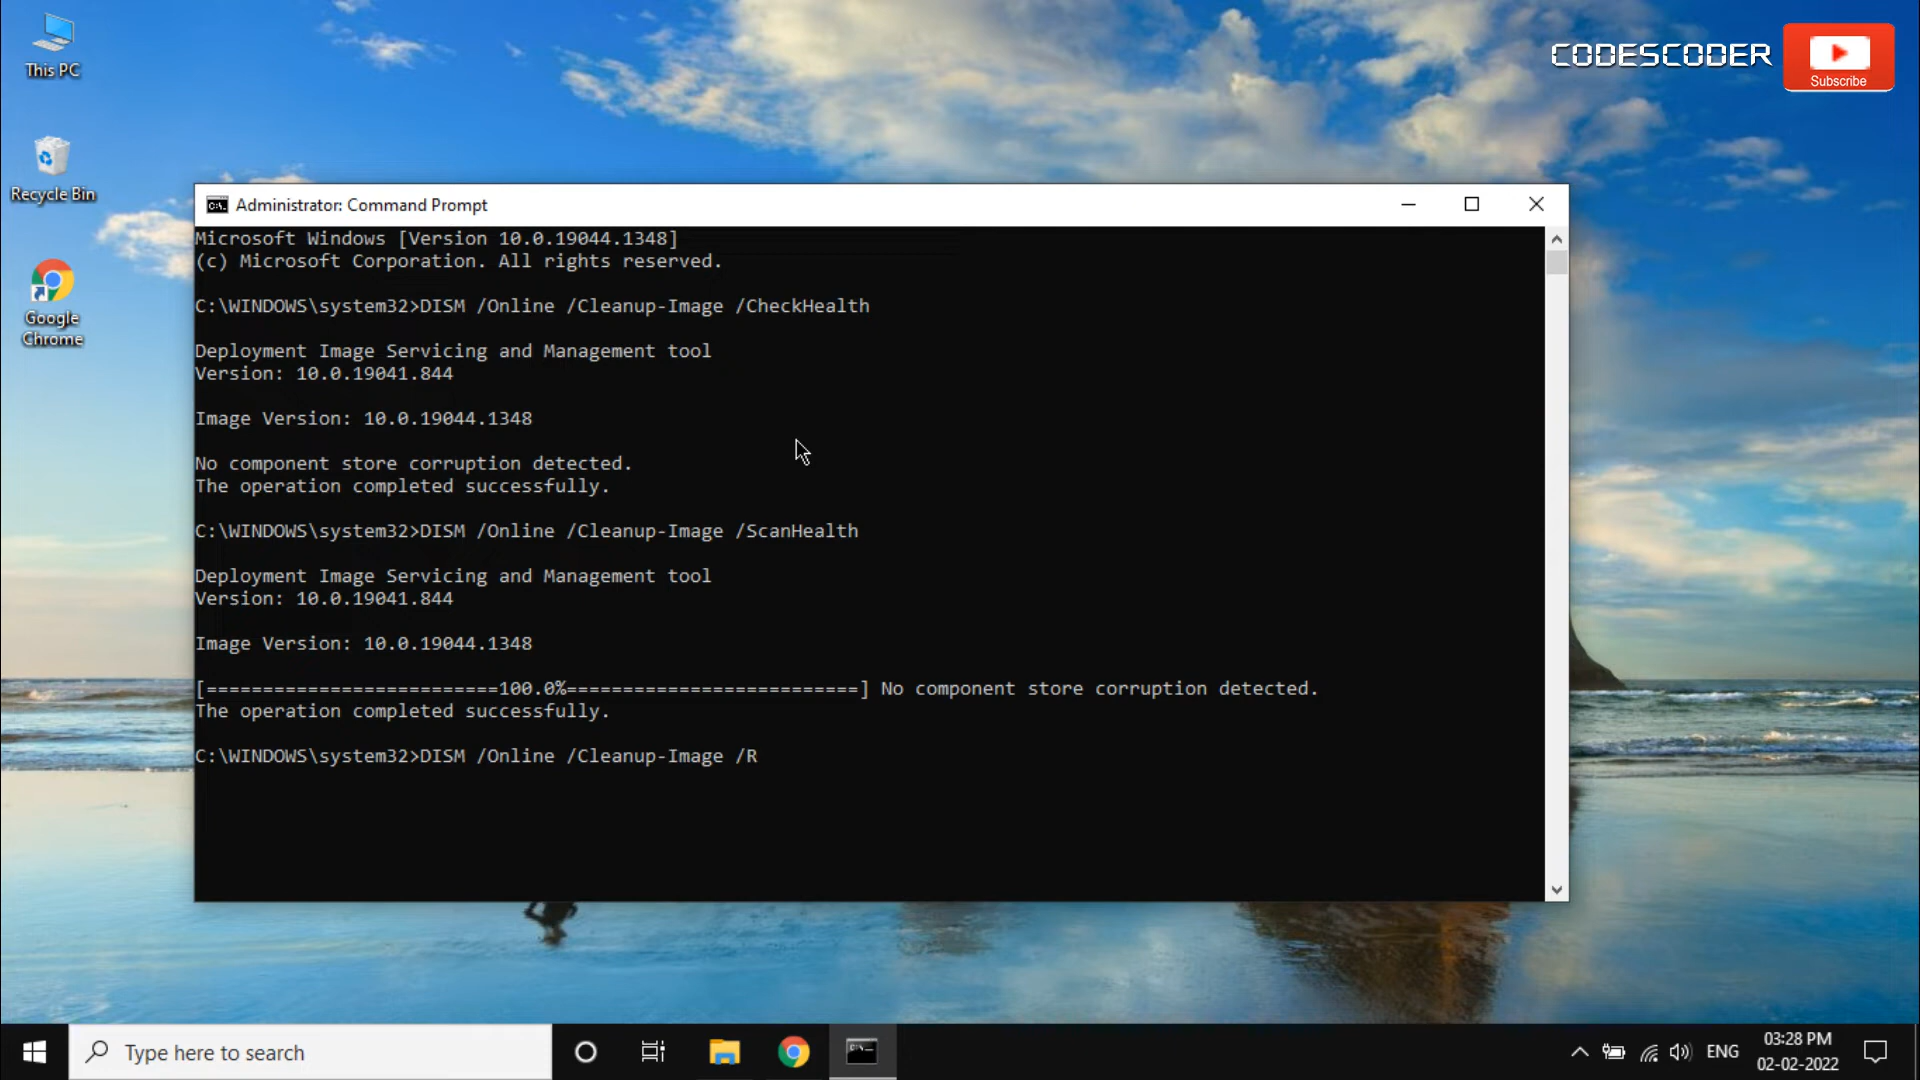 This PC
Recycle Bin
Google
Chrome
CODESCODER
Subscribe
Administrator: Command Prompt
Microsoft Windows [Version 10.0.19044.1348]
(c) Microsoft Corporation. All rights reserved.
C:\WINDOWS\system32>DISM /Online /Cleanup-Image /CheckHealth
Deployment Image Servicing and Management tool
Version: 10.0.19041.844
Image Version: 10.0.19044.1348
No component store corruption detected.
The operation completed successfully.
C:\WINDOWS\system32>DISM /Online /Cleanup-Image /ScanHealth
Deployment Image Servicing and Management tool
Version: 10.0.19041.844
Image Version: 10.0.19044.1348
[==========================100.0%==========================] No component store corruption detected.
The operation completed successfully.
C:\WINDOWS\system32>DISM /Online /Cleanup-Image /R
Type here to search
ENG
03:28 PM
02-02-2022